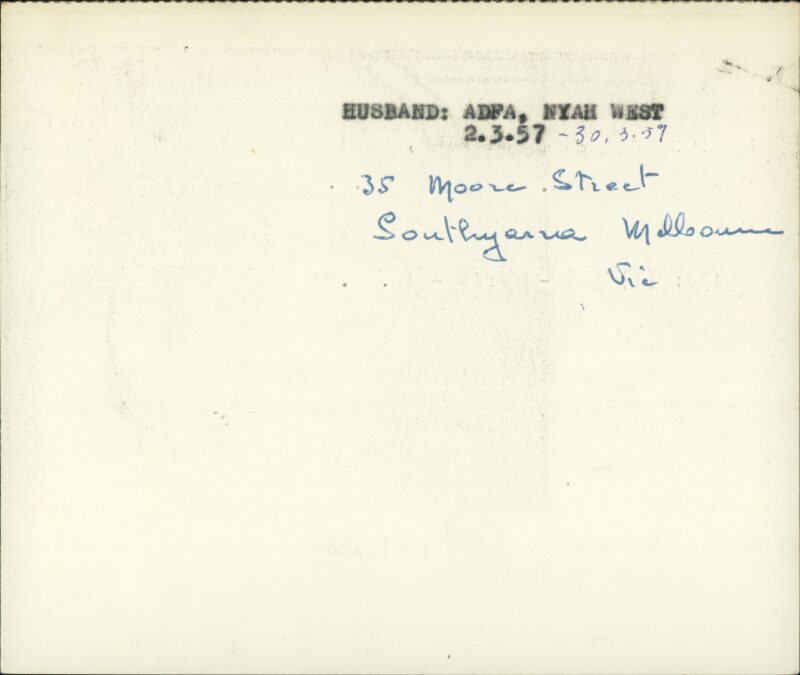 HUSBAND: ADFA, NYAH WEST
2.3.57 - 30.3.57
35 Moore Street
Southyarra Melbourne
Vic